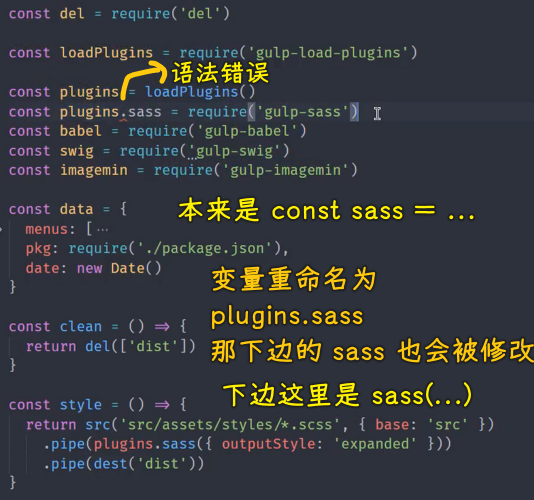 const del = require('del')
const loadPlugins = require('gulp-load-plugins')
语法错误
const plugins = loadPlugins()
const plugins.sass = require('gulp-sass')
const babel = require('gulp-babel')
const swig = require('gulp-swig')
const imagemin = require('gulp-imagemin')
const data = {
本来是 const sass = ...
menus: [⋯
pkg: require('./package.json'),
date: new Date()
}
变量重命名为
plugins.sass
那下边的 sass 也会被修改
const clean = () => {
return del(['dist'])
}
下边这里是 sass(...)
const style = () => {
return src('src/assets/styles/*.scss', { base: 'src' })
.pipe(plugins.sass({ outputStyle: 'expanded' }))
.pipe(dest('dist'))
}